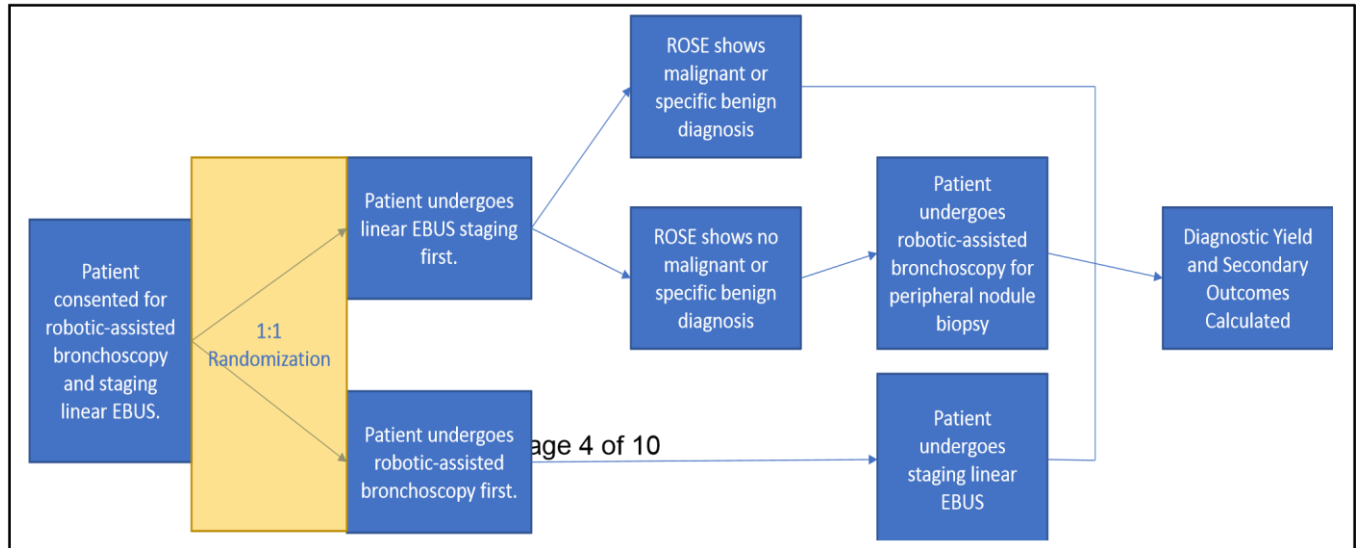 Patient
consented for
robotic-assisted
bronchoscopy
and staging
linear EBUS.
1:1
Randomization
Patient undergoes
linear EBUS staging
first.
Patient undergoes
robotic-assisted
bronchoscopy first.
ROSE shows
malignant or
specific benign
diagnosis
ROSE shows no
malignant or
specific benign
diagnosis
Patient
undergoes
robotic-assisted
bronchoscopy for
peripheral nodule
biopsy
age 4 of 10
Patient
undergoes
staging linear
EBUS
Diagnostic Yield
and Secondary
Outcomes
Calculated